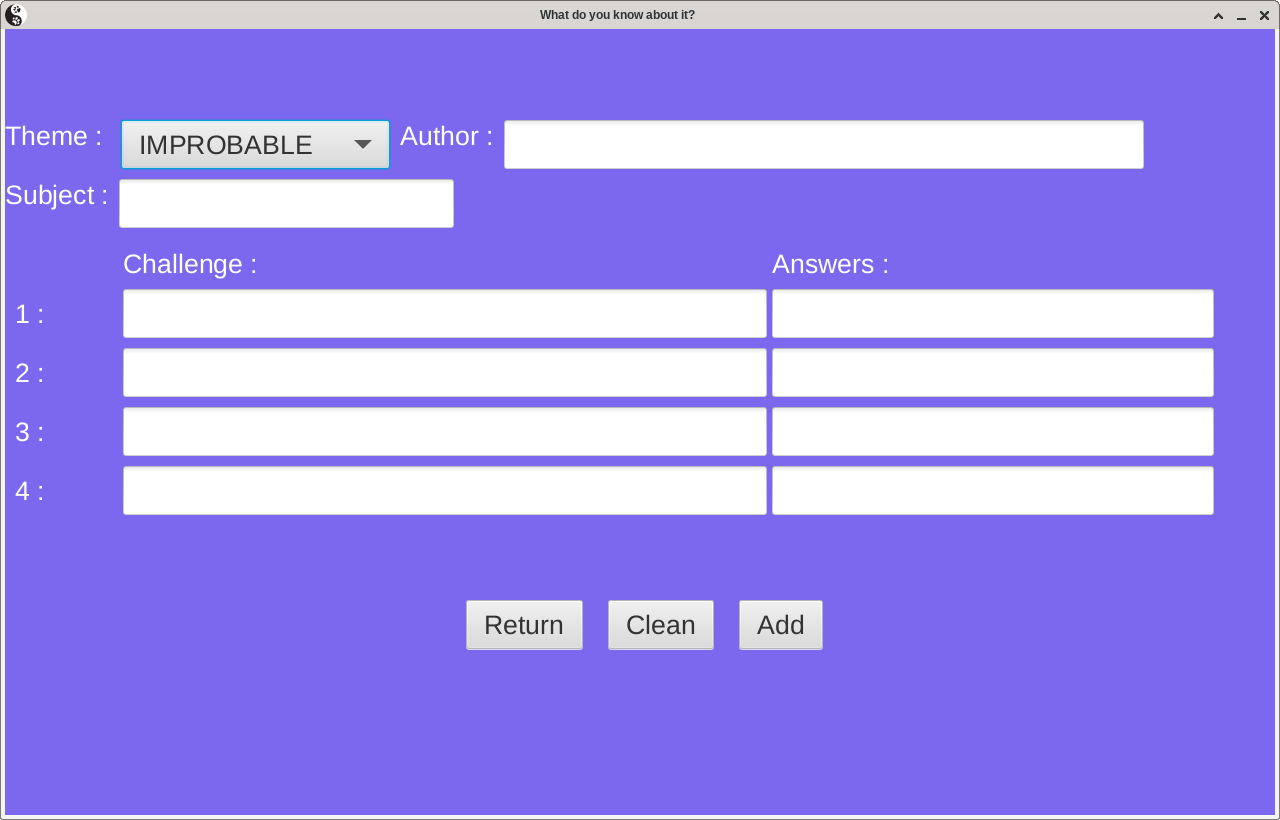 What do you know about it?
Theme : IMPROBABLE Author :
Subject :
Challenge : Answers :
1 :
2 :
3 :
4 :
Return Clean Add